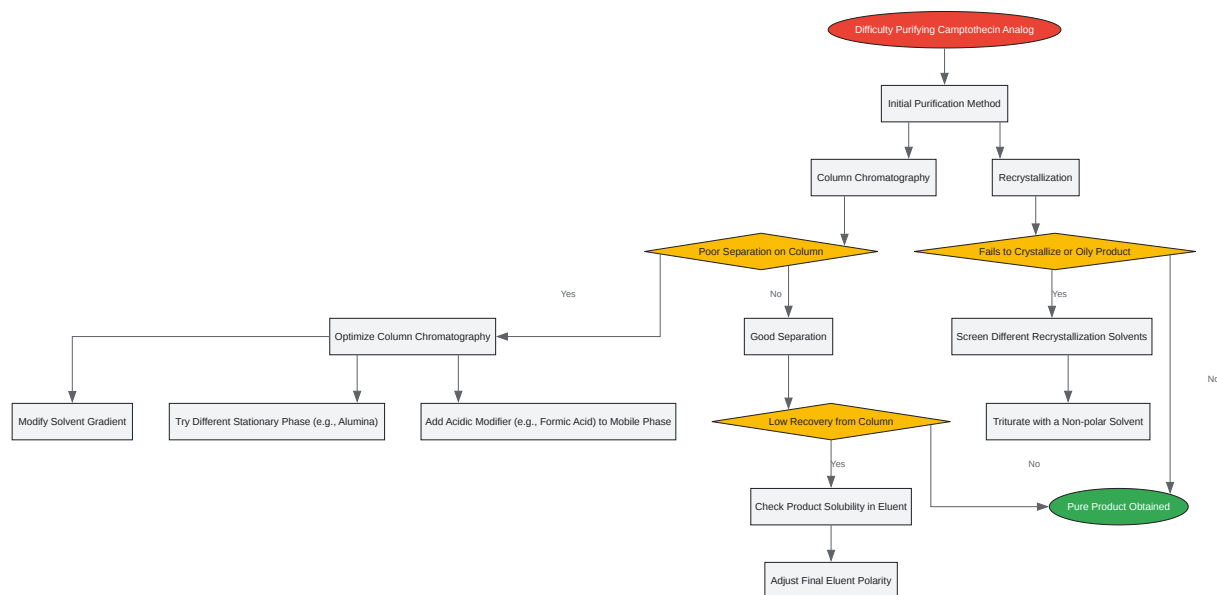 Difficulty Purifying Camptothecin Analog
Initial Purification Method
Column Chromatography
Recrystallization
Poor Separation on Column
Fails to Crystallize or Oily Product
Yes
No
Yes
Optimize Column Chromatography
Good Separation
Screen Different Recrystallization Solvents
No
Modify Solvent Gradient
Try Different Stationary Phase (e.g., Alumina)
Add Acidic Modifier (e.g., Formic Acid) to Mobile Phase
Low Recovery from Column
Triturate with a Non-polar Solvent
Yes
No
Check Product Solubility in Eluent
Pure Product Obtained
Adjust Final Eluent Polarity